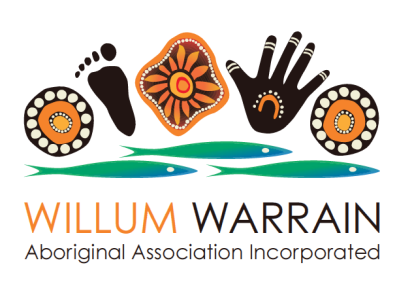 WILLUM WARRAIN
Aboriginal Association Incorporated